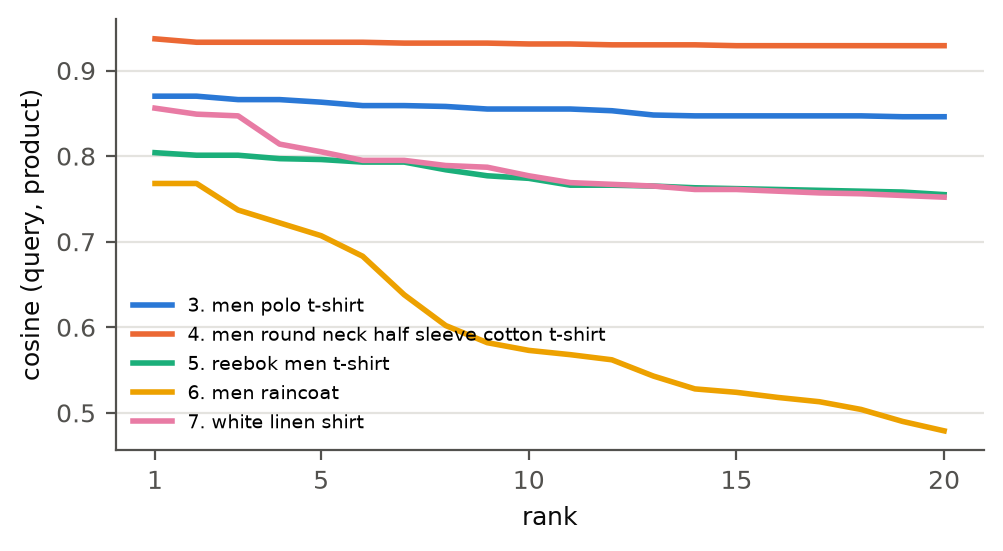 0.9
0.8
0.7
0.6
0.5
cosine (query, product)
3. men polo t-shirt
4. men round neck half sleeve cotton t-shirt
5. reebok men t-shirt
6. men raincoat
7. white linen shirt
1 5 10 15 20
rank